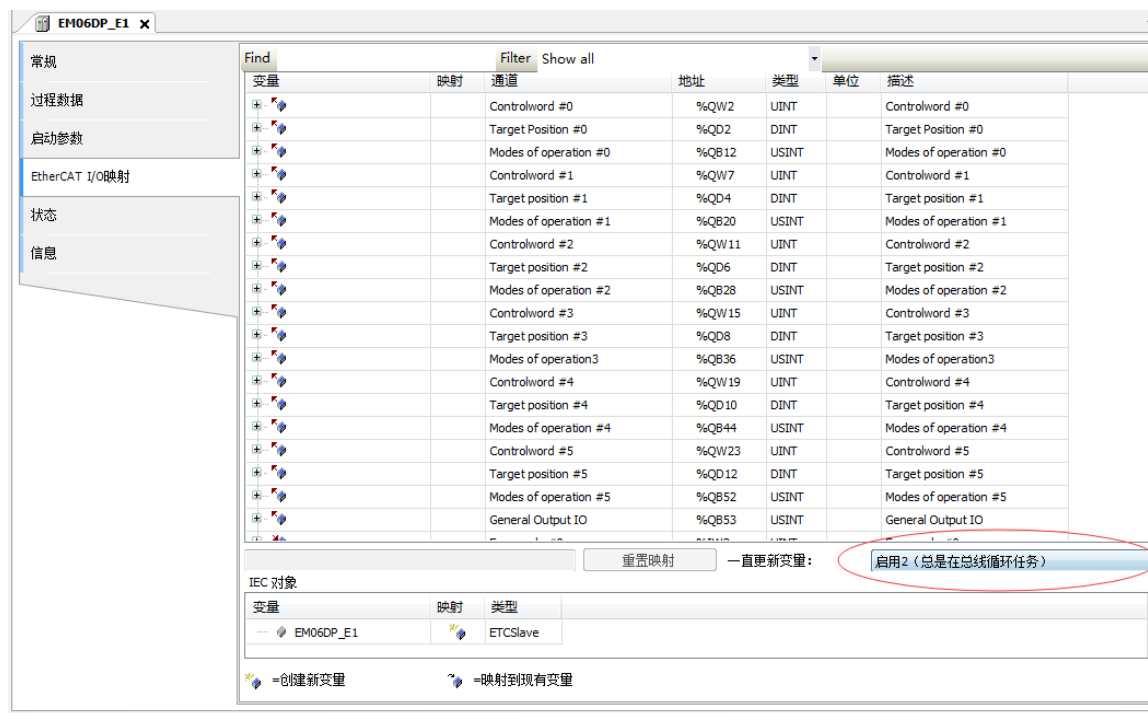 EM06DP_E1
常规
过程数据
启动参数
EtherCAT I/O映射
状态
信息
Find Filter Show all
变量 映射 通道 地址 类型 单位 描述
Controlword #0 %QW2 UINT Controlword #0
Target Position #0 %QD2 DINT Target Position #0
Modes of operation #0 %QB12 USINT Modes of operation #0
Controlword #1 %QW7 UINT Controlword #1
Target position #1 %QD4 DINT Target position #1
Modes of operation #1 %QB20 USINT Modes of operation #1
Controlword #2 %QW11 UINT Controlword #2
Target position #2 %QD6 DINT Target position #2
Modes of operation #2 %QB28 USINT Modes of operation #2
Controlword #3 %QW15 UINT Controlword #3
Target position #3 %QD8 DINT Target position #3
Modes of operation3 %QB36 USINT Modes of operation3
Controlword #4 %QW19 UINT Controlword #4
Target position #4 %QD10 DINT Target position #4
Modes of operation #4 %QB44 USINT Modes of operation #4
Controlword #5 %QW23 UINT Controlword #5
Target position #5 %QD12 DINT Target position #5
Modes of operation #5 %QB52 USINT Modes of operation #5
General Output IO %QB53 USINT General Output IO
重置映射 一直更新变量: 启用2（总是在总线循环任务）
IEC 对象
变量 映射 类型
EM06DP_E1 ETCSlave
=创建新变量 =映射到现有变量